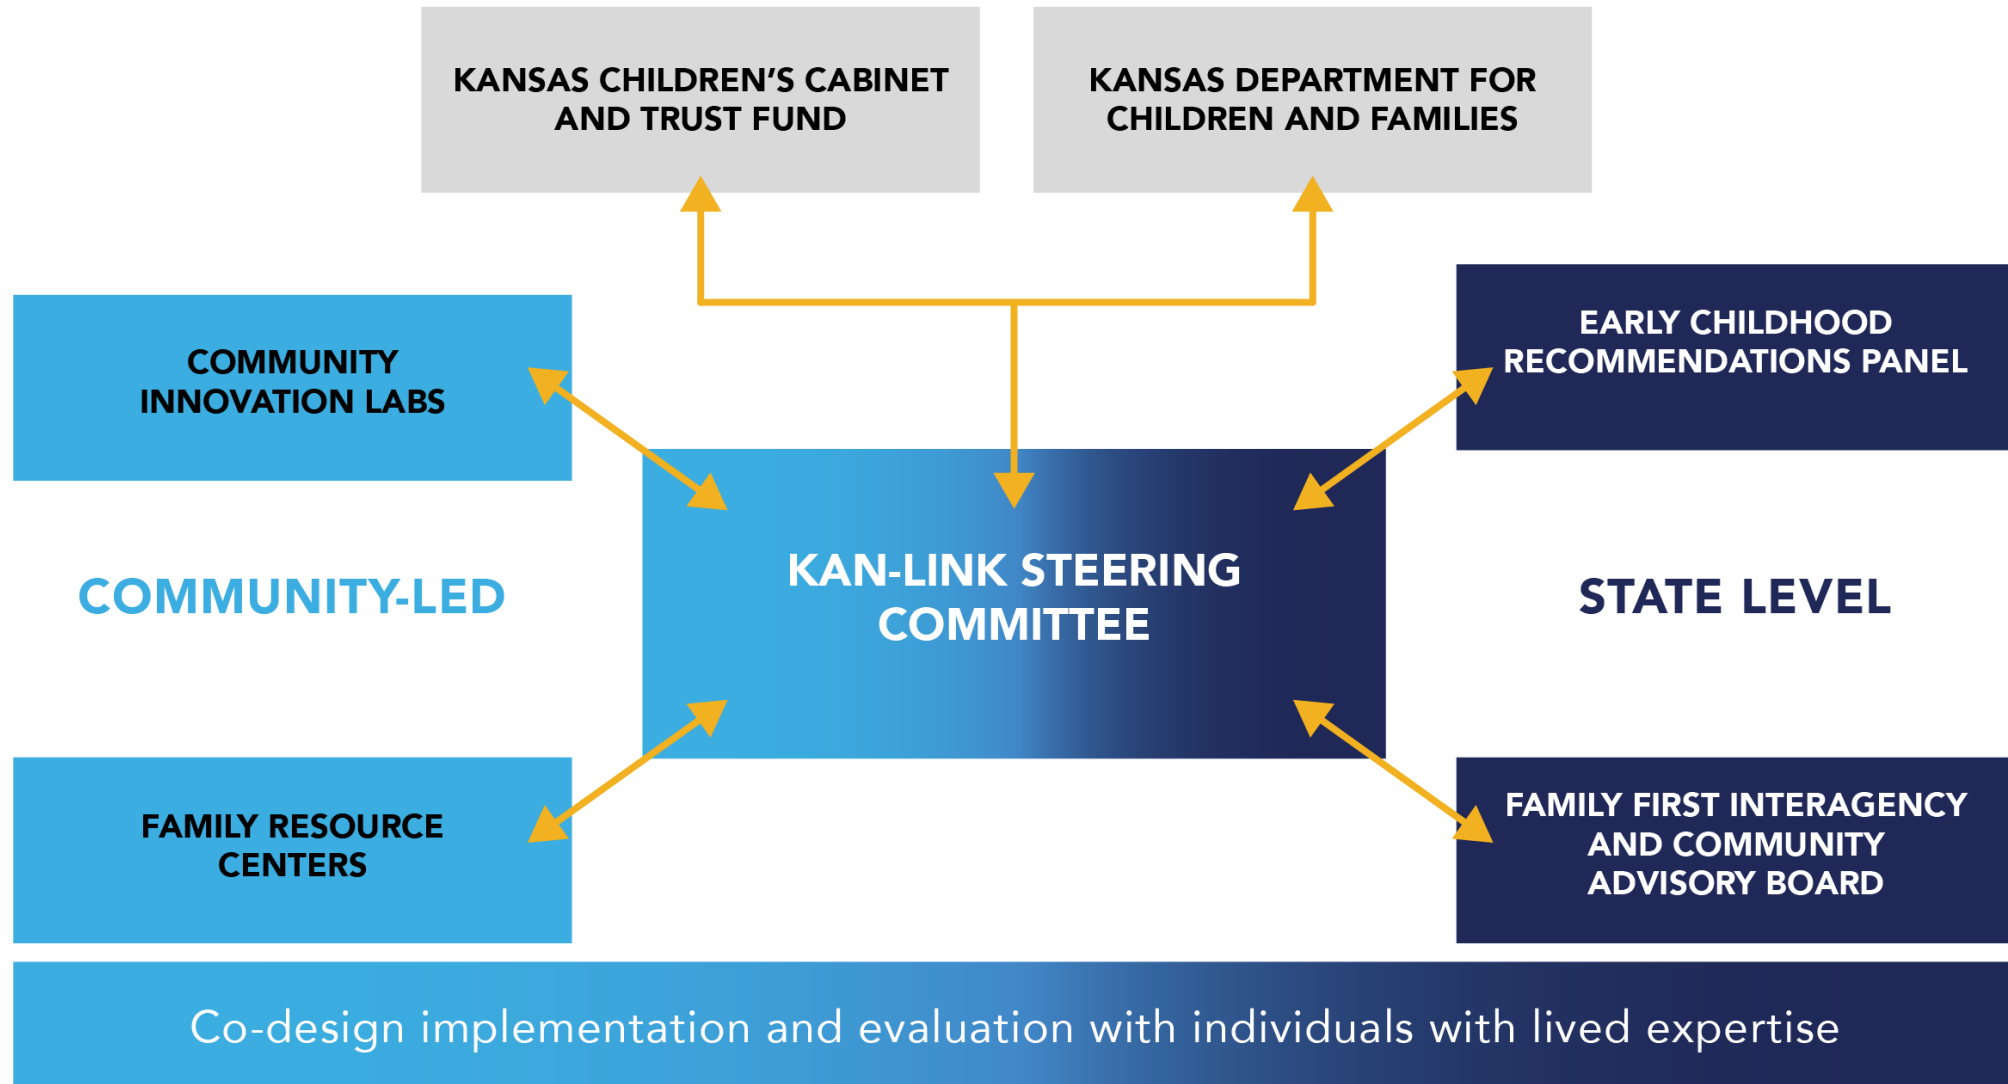 KANSAS CHILDREN’S CABINET
AND TRUST FUND
KANSAS DEPARTMENT FOR
CHILDREN AND FAMILIES
COMMUNITY
INNOVATION LABS
EARLY CHILDHOOD
RECOMMENDATIONS PANEL
COMMUNITY-LED
KAN-LINK STEERING
COMMITTEE
STATE LEVEL
FAMILY RESOURCE
CENTERS
FAMILY FIRST INTERAGENCY
AND COMMUNITY
ADVISORY BOARD
Co-design implementation and evaluation with individuals with lived expertise